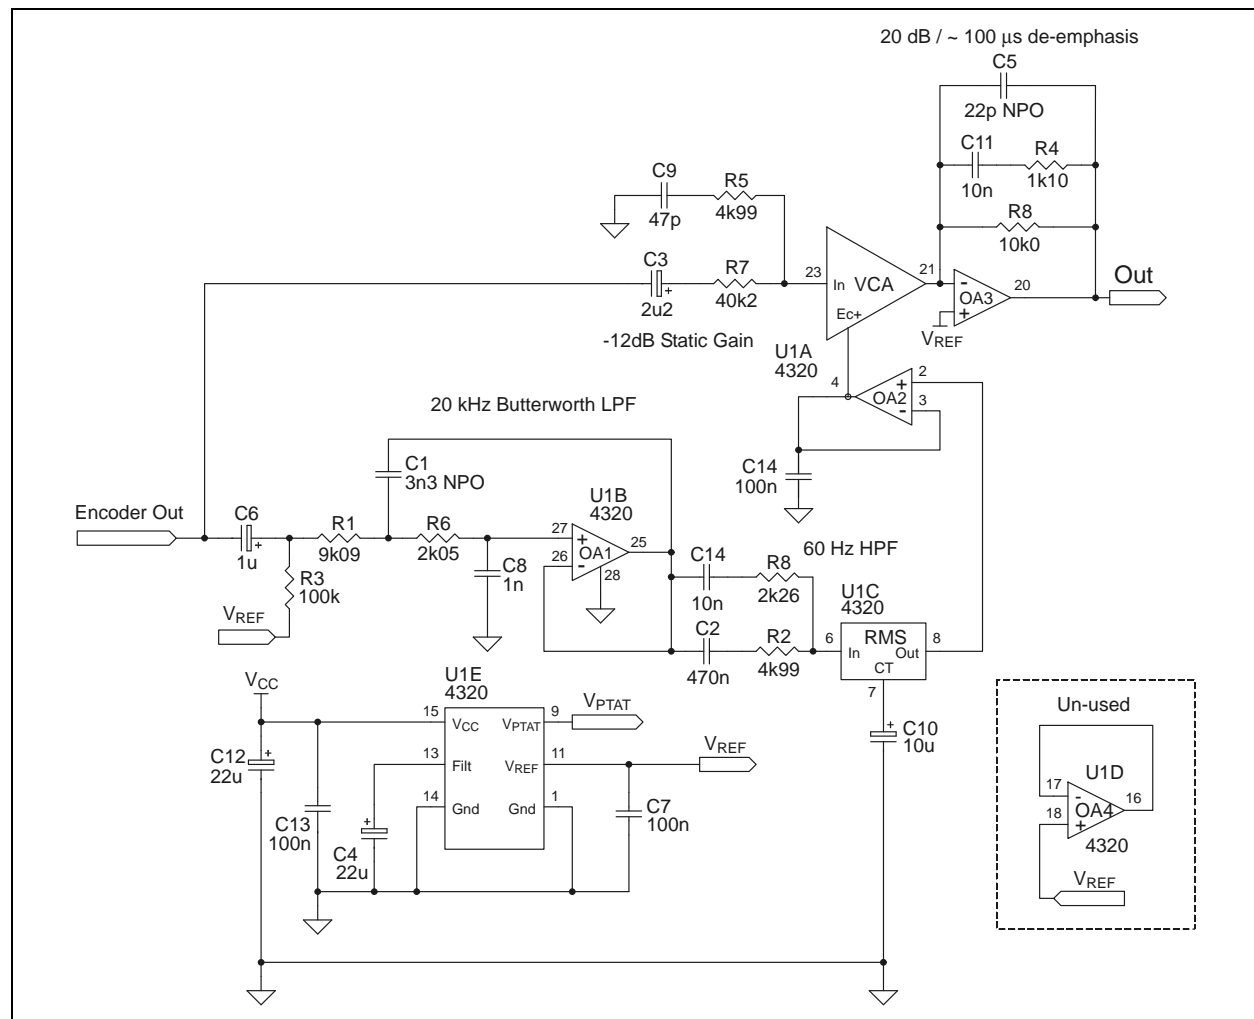 20 dB / ~ 100 µs de-emphasis
C5
22p NPO
C11
10n
R4
1k10
R8
10k0
C9
47p
R5
4k99
C3
+
2u2
R7
40k2
-12dB Static Gain
23
In
VCA
Ec+
21
-
OA3
+
20
VREF
Out
U1A
4320
4
OA2
+
-
2
3
C14
100n
20 kHz Butterworth LPF
C1
3n3 NPO
Encoder Out
C6
+
1u
R1
9k09
R6
2k05
R3
100k
VREF
C8
1n
U1B
4320
27
26
+
-
OA1
25
28
60 Hz HPF
C14
10n
R8
2k26
C2
470n
R2
4k99
U1C
4320
6
In
RMS
Out
CT
8
7
+
C10
10u
VCC
+
C12
22u
C13
100n
U1E
4320
15
VCC
VPTAT
9
VPTAT
13
Filt
VREF
11
VREF
14
Gnd
Gnd
1
+
C4
22u
C7
100n
Un-used
U1D
17
-
OA4
16
18
+
4320
VREF